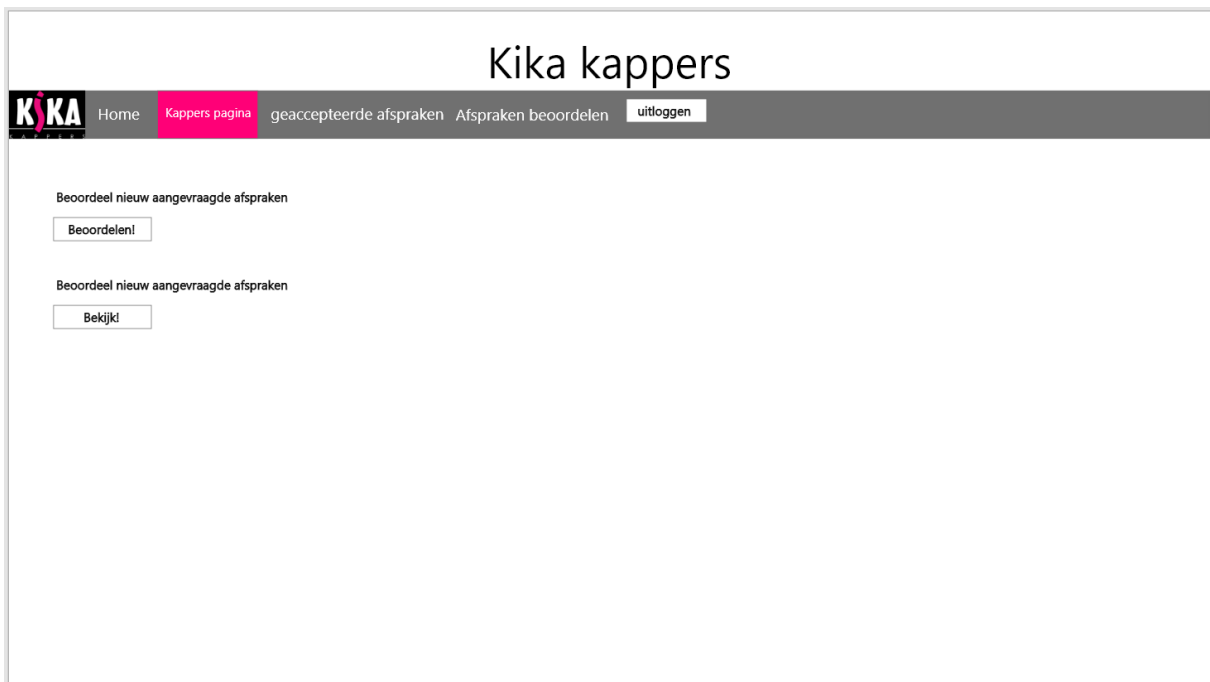 Kika kappers
KIKA
KAPPERS
Home
Kappers pagina
geaccepteerde afspraken
Afspraken beoordelen
uitloggen
Beoordeel nieuw aangevraagde afspraken
Beoordelen!
Beoordeel nieuw aangevraagde afspraken
Bekijk!